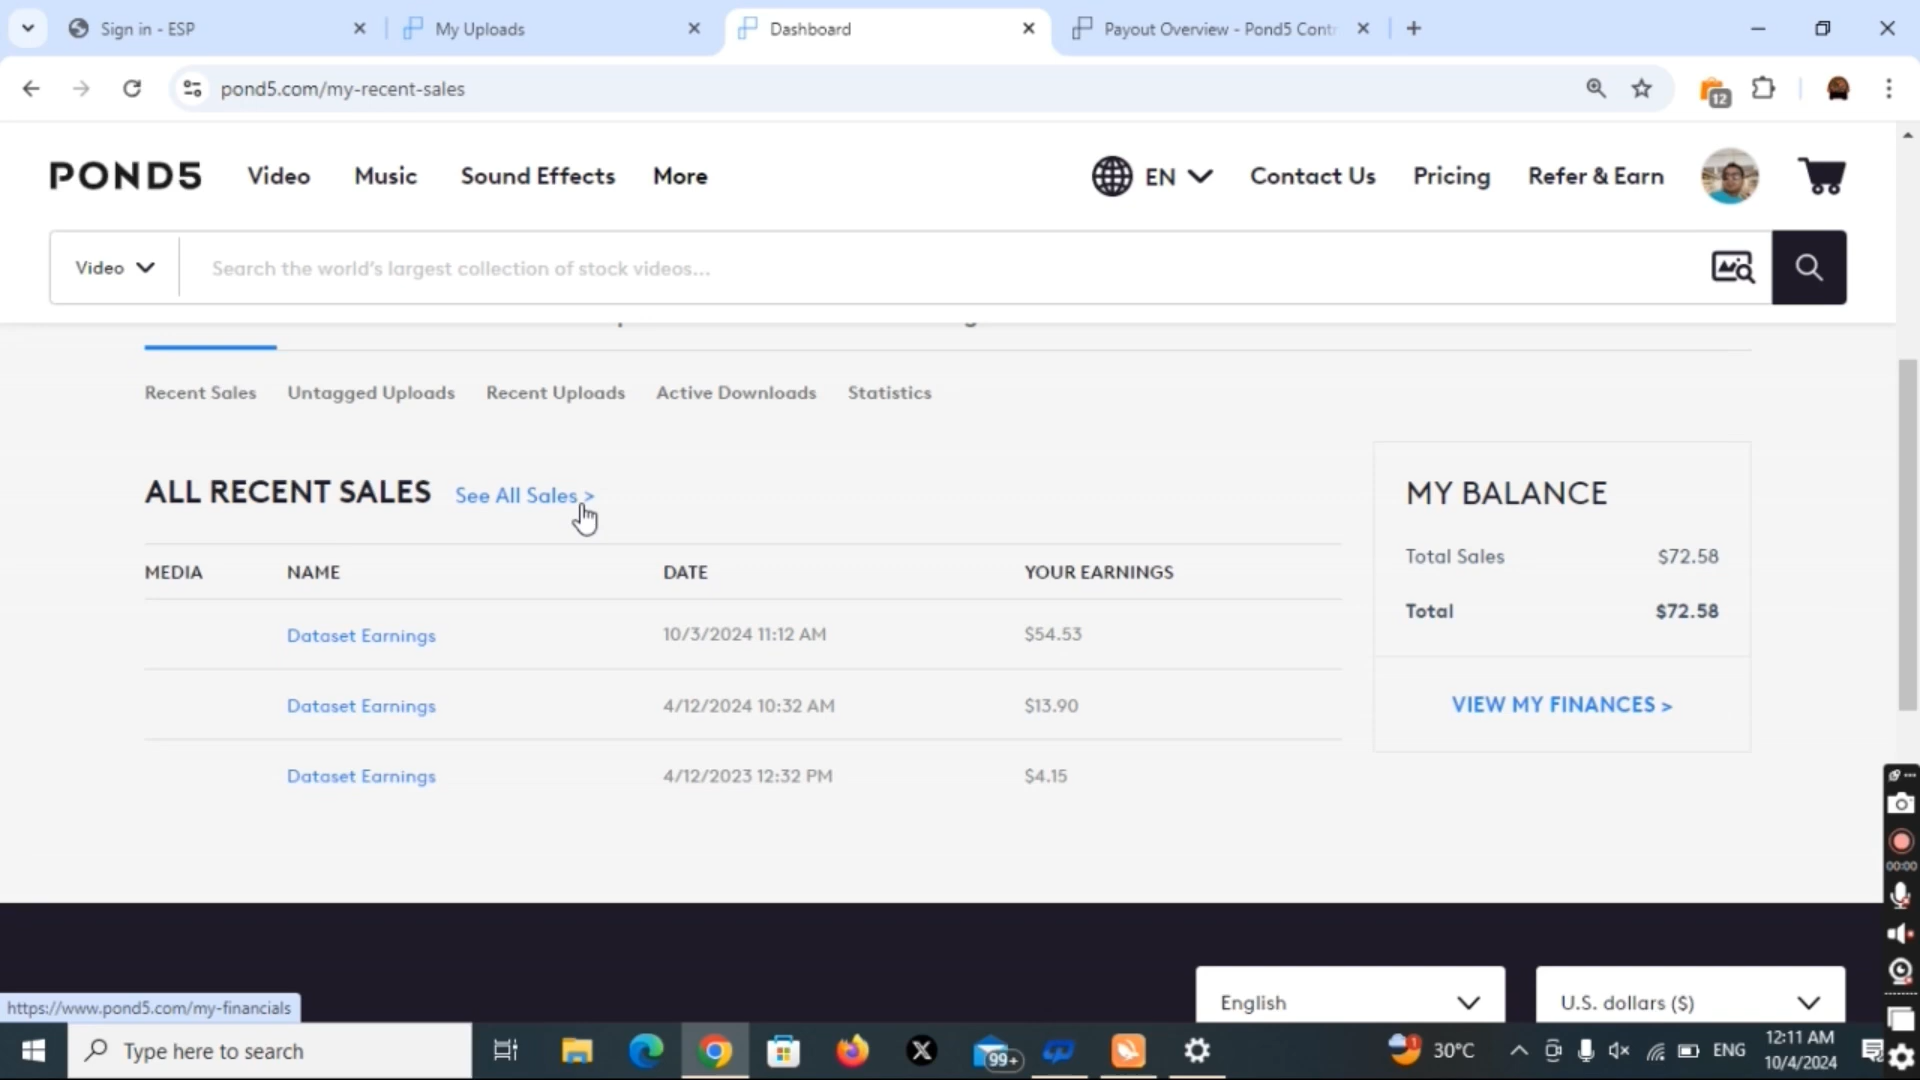 Sign in - ESP
My Uploads
Dashboard
Payout Overview - Pond5 Contr
pond5.com/my-recent-sales
12
POND5
Video
Music
Sound Effects
More
EN
Contact Us
Pricing
Refer & Earn
Video
Search the world's largest collection of stock videos...
Recent Sales
Untagged Uploads
Recent Uploads
Active Downloads
Statistics
ALL RECENT SALES
See All Sales >
MEDIA
NAME
DATE
YOUR EARNINGS
Dataset Earnings
10/3/2024 11:12 AM
$54.53
Dataset Earnings
4/12/2024 10:32 AM
$13.90
Dataset Earnings
4/12/2023 12:32 PM
$4.15
MY BALANCE
Total Sales
$72.58
Total
$72.58
VIEW MY FINANCES >
00:00
English
U.S. dollars ($)
https://www.pond5.com/my-financials
Type here to search
99+
30°C
ENG
12:11 AM
10/4/2024